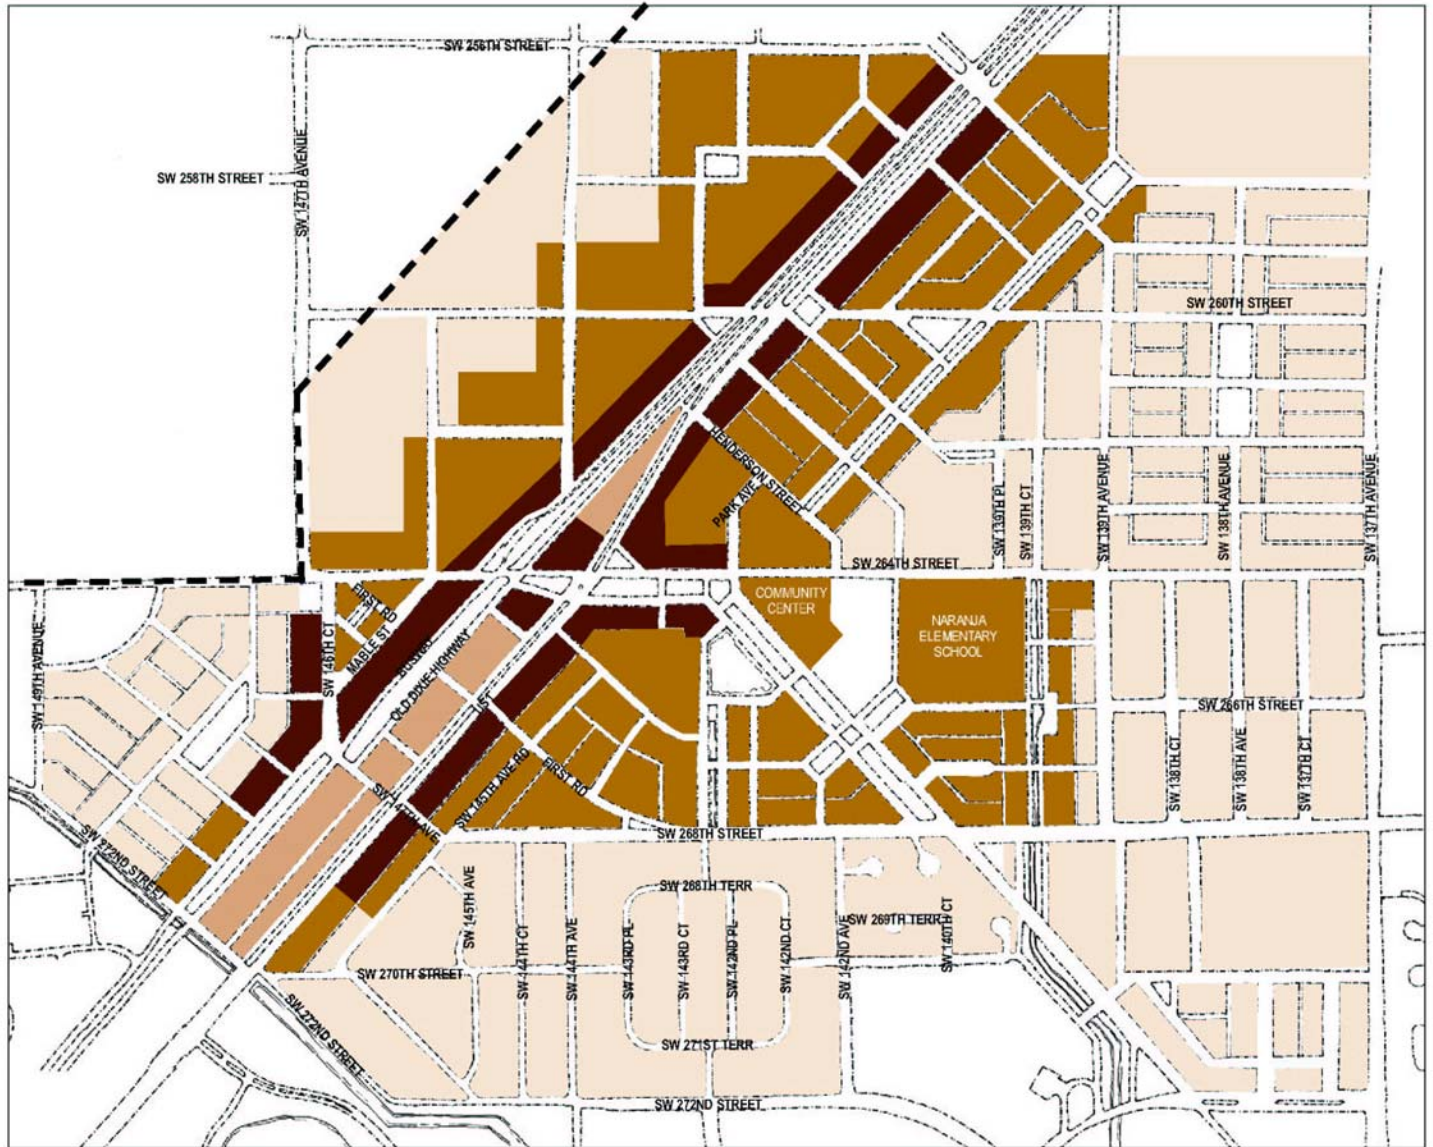 SW 256TH STREET
SW 147TH AVENUE
SW 258TH STREET
SW 260TH STREET
HENDERSON STREET
PARK AVE
SW 139TH PL
SW 139TH CT
SW 139TH AVENUE
SW 138TH AVENUE
SW 137TH AVENUE
SW 264TH STREET
COMMUNITY
CENTER
NARANJA
ELEMENTARY
SCHOOL
FIRST RD
MABLE ST
SW 146TH CT
SW 149TH AVENUE
OLD DIXIE HIGHWAY
US 1
SW 266TH STREET
SW 138TH CT
SW 138TH AVE
SW 137TH CT
SW 145TH AVE RD
FIRST RD
SW 268TH STREET
SW 272ND STREET
SW 145TH AVE
SW 268TH TERR
SW 269TH TERR
SW 144TH CT
SW 144TH AVE
SW 143RD PL
SW 143RD CT
SW 142ND PL
SW 142ND CT
SW 142ND AVE
SW 140TH CT
SW 270TH STREET
SW 272ND STREET
SW 271ST TERR
SW 272ND STREET